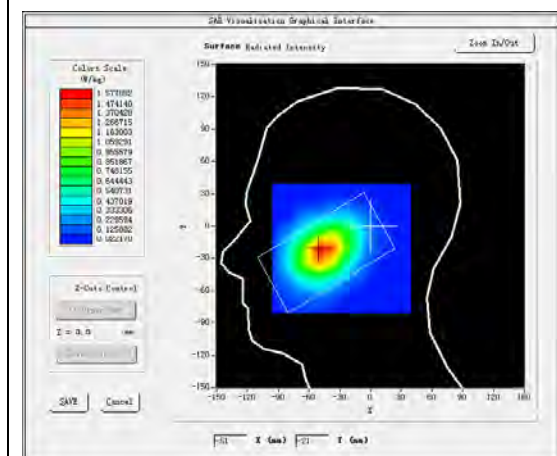 SAR Visualisation Graphical Interface
Surface Radiated Intensity
Zoom In/Out
Colors Scale
(W/kg)
1.474140
1.370428
1.266715
1.163003
1.059291
0.955579
0.851867
0.748155
0.644443
0.540731
0.437019
0.333306
0.229594
0.125882
0.022170
150
120-
90-
60-
30-
0-
-30-
-60-
-90-
-120-
-150-
-150 -120 -90 -60 -30 0 30 60 90 120 150
X
Z-Cuts Control
Z = 0.0 mm
SAVE
Cancel
-51 X (mm) -21 Y (mm)